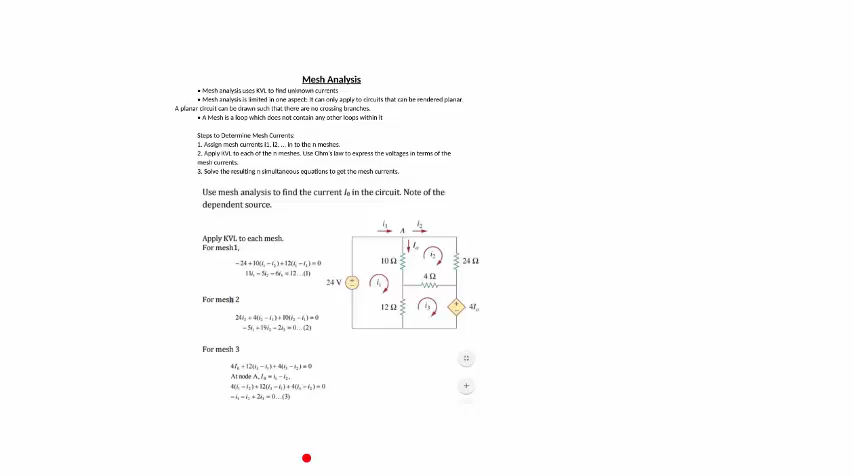 Mesh Analysis
• Mesh analysis uses KVL to find unknown currents
• Mesh analysis is limited in one aspect: It can only apply to circuits that can be rendered planar.
A planar circuit can be drawn such that there are no crossing branches.
• A Mesh is a loop which does not contain any other loops within it
Steps to Determine Mesh Currents:
1. Assign mesh currents i1, i2, ... in to the n meshes.
2. Apply KVL to each of the n meshes. Use Ohm's law to express the voltages in terms of the
mesh currents.
3. Solve the resulting n simultaneous equations to get the mesh currents.
Use mesh analysis to find the current I₀ in the circuit. Note of the
dependent source.
Apply KVL to each mesh.
For mesh1,
−24+10(i₁−i₂)+12(i₁−i₃)=0
11i₁−5i₂−6i₃=12...(1)
For mesh 2
24i₂+4(i₂−i₃)+10(i₂−i₁)=0
−5i₁+19i₂−2i₃=0...(2)
For mesh 3
4I₀+12(i₃−i₁)+4(i₃−i₂)=0
At node A, I₀=i₁−i₂,
4(i₁−i₂)+12(i₃−i₁)+4(i₃−i₂)=0
−i₁−i₂+2i₃=0...(3)
i₁ A i₂
Iₒ
10 Ω i₂ 24 Ω
4 Ω
24 V i₁
12 Ω i₃ 4Iₒ